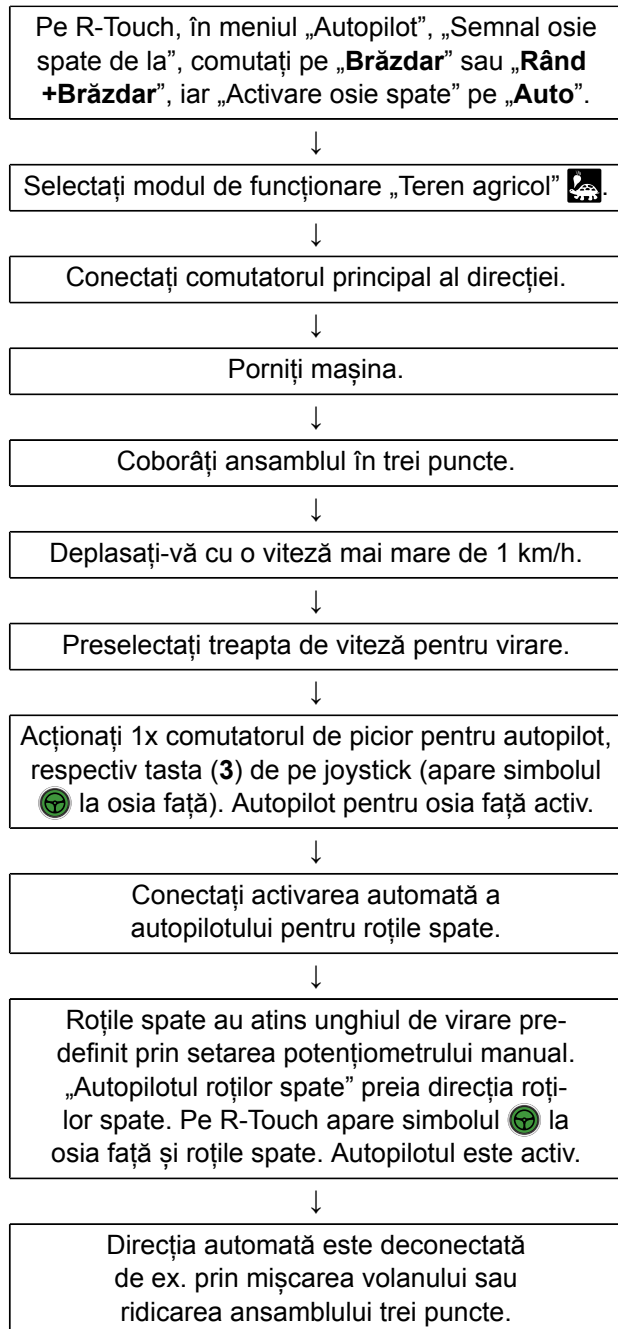 Pe R-Touch, în meniul „Autopilot”, „Semnal osie
spate de la”, comutați pe „Brăzdar” sau „Rând
+Brăzdar”, iar „Activare osie spate” pe „Auto”.
↓
Selectați modul de funcționare „Teren agricol” .
↓
Conectați comutatorul principal al direcției.
↓
Porniți mașina.
↓
Coborâți ansamblul în trei puncte.
↓
Deplasați-vă cu o viteză mai mare de 1 km/h.
↓
Preselectați treapta de viteză pentru virare.
↓
Acționați 1x comutatorul de picior pentru autopilot,
respectiv tasta (3) de pe joystick (apare simbolul
la osia față). Autopilot pentru osia față activ.
↓
Conectați activarea automată a
autopilotului pentru roțile spate.
↓
Roțile spate au atins unghiul de virare pre-
definit prin setarea potențiometrului manual.
„Autopilotul roților spate” preia direcția roți-
lor spate. Pe R-Touch apare simbolul la
osia față și roțile spate. Autopilotul este activ.
↓
Direcția automată este deconectată
de ex. prin mișcarea volanului sau
ridicarea ansamblului trei puncte.